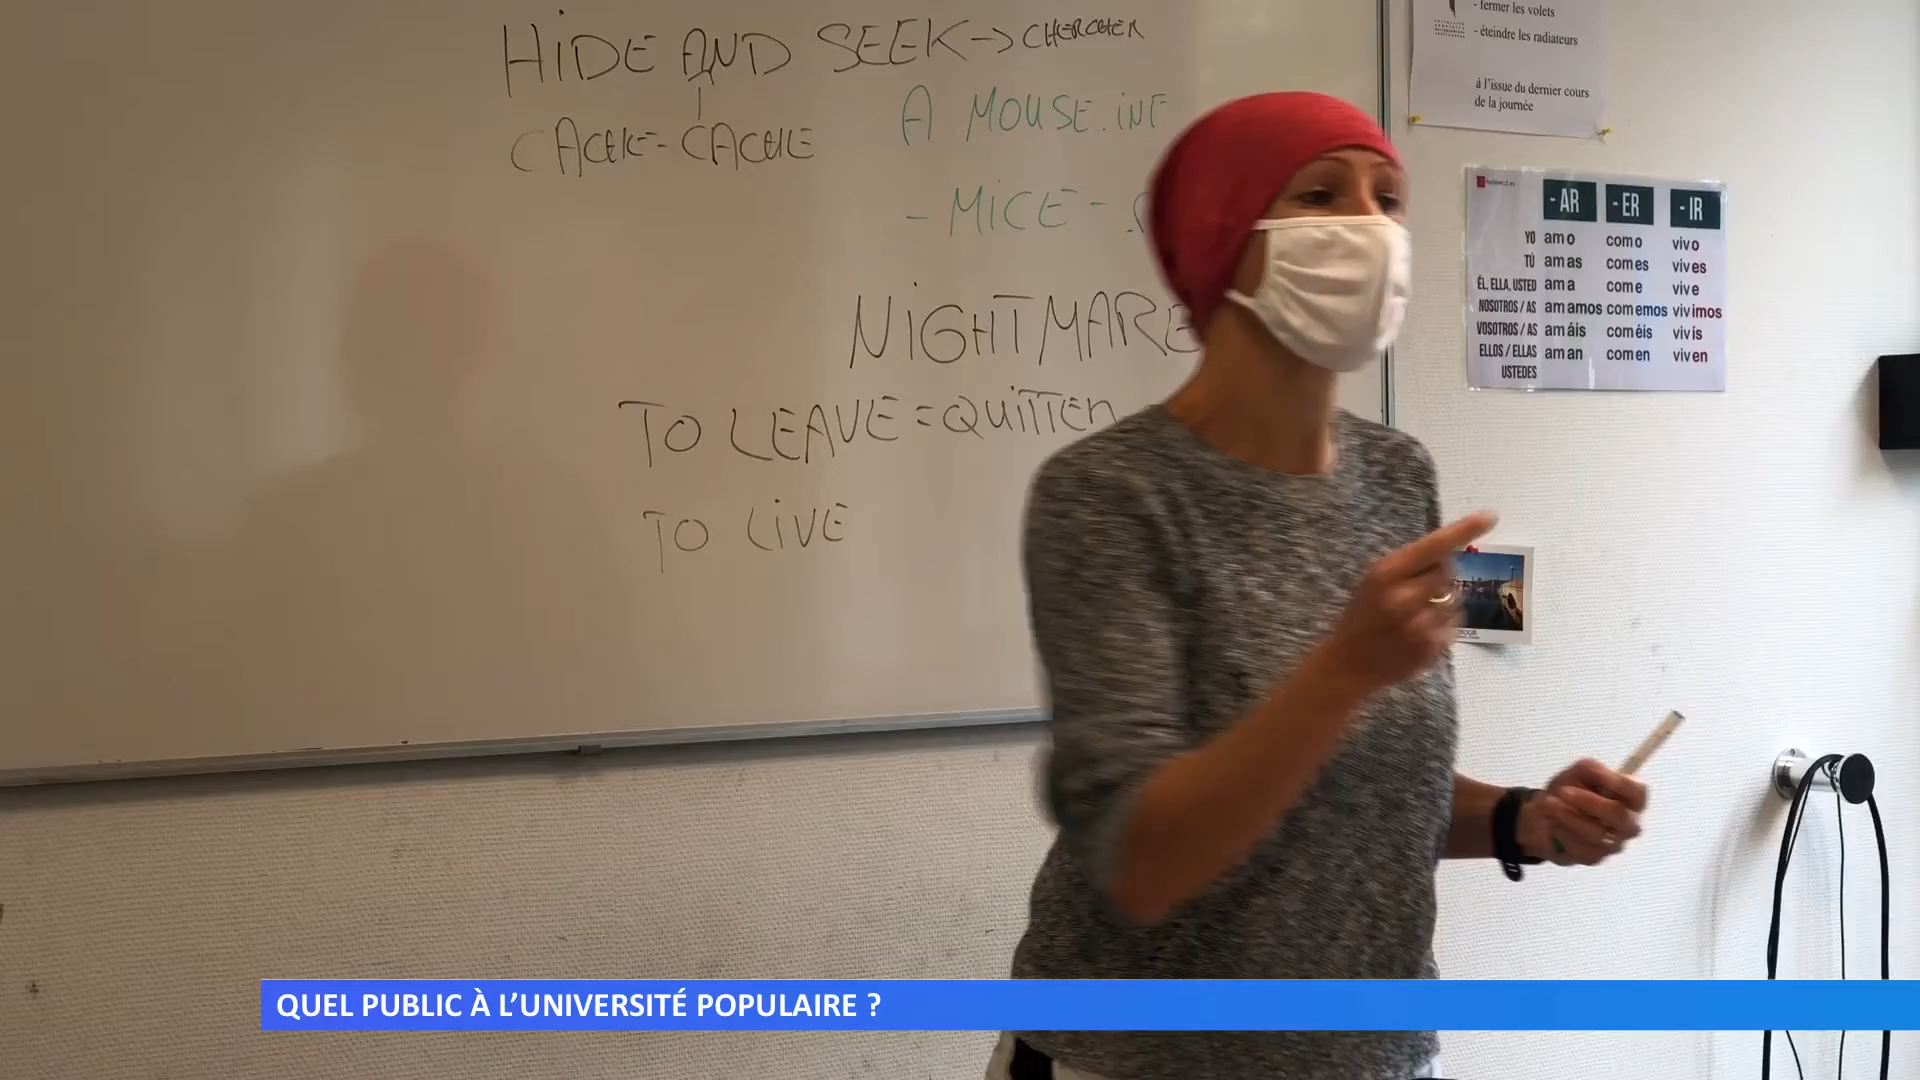 HIDE AND SEEK → CHERCHER
CACHE-CACHE
A MOUSE.
- MICE -
NIGHTMARE
TO LEAVE = QUITTER
TO LIVE
- fermer les volets
- éteindre les radiateurs
à l'issue du dernier cours
de la journée
- AR - ER - IR
YO amo como vivo
TÚ amas comes vives
ÉL, ELLA, USTED ama come vive
NOSOTROS / AS amamos comemos vivimos
VOSOTROS / AS amáis coméis vivís
ELLOS / ELLAS aman comen viven
USTEDES
QUEL PUBLIC À L'UNIVERSITÉ POPULAIRE ?